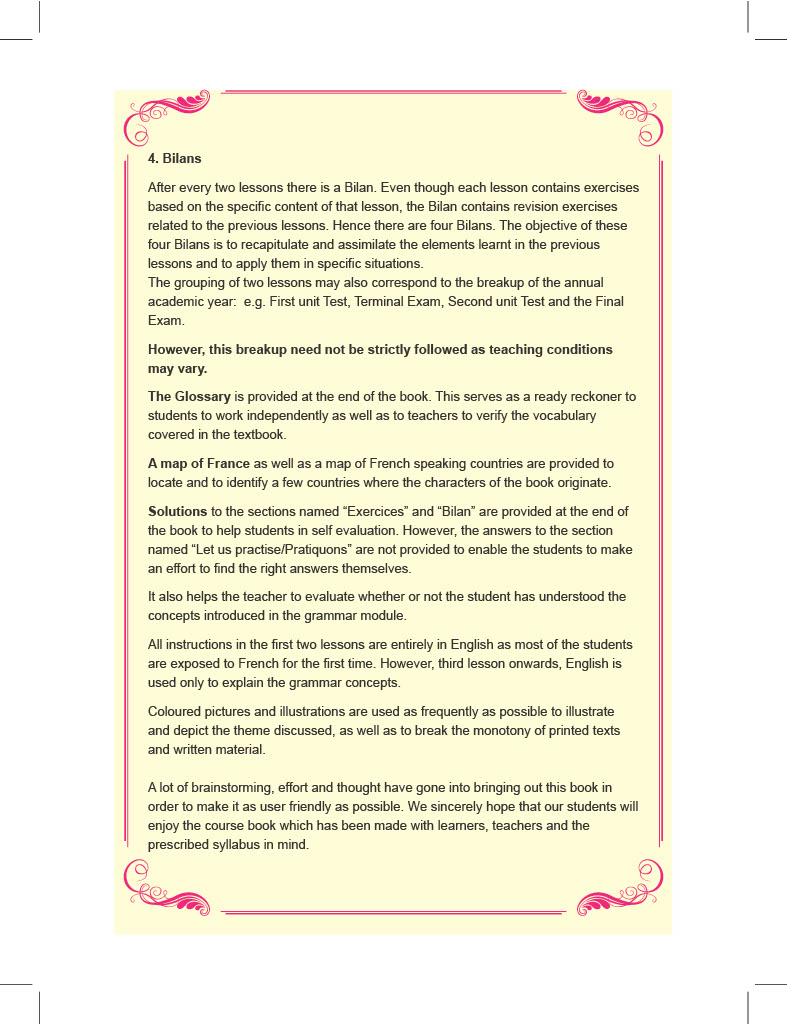 4. Bilans
After every two lessons there is a Bilan. Even though each lesson contains exercises
based on the specific content of that lesson, the Bilan contains revision exercises
related to the previous lessons. Hence there are four Bilans. The objective of these
four Bilans is to recapitulate and assimilate the elements learnt in the previous
lessons and to apply them in specific situations.
The grouping of two lessons may also correspond to the breakup of the annual
academic year:  e.g. First unit Test, Terminal Exam, Second unit Test and the Final
Exam.
However, this breakup need not be strictly followed as teaching conditions
may vary.
The Glossary is provided at the end of the book. This serves as a ready reckoner to
students to work independently as well as to teachers to verify the vocabulary
covered in the textbook.
A map of France as well as a map of French speaking countries are provided to
locate and to identify a few countries where the characters of the book originate.
Solutions to the sections named “Exercices” and “Bilan” are provided at the end of
the book to help students in self evaluation. However, the answers to the section
named “Let us practise/Pratiquons” are not provided to enable the students to make
an effort to find the right answers themselves.
It also helps the teacher to evaluate whether or not the student has understood the
concepts introduced in the grammar module.
All instructions in the first two lessons are entirely in English as most of the students
are exposed to French for the first time. However, third lesson onwards, English is
used only to explain the grammar concepts.
Coloured pictures and illustrations are used as frequently as possible to illustrate
and depict the theme discussed, as well as to break the monotony of printed texts
and written material.
A lot of brainstorming, effort and thought have gone into bringing out this book in
order to make it as user friendly as possible. We sincerely hope that our students will
enjoy the course book which has been made with learners, teachers and the
prescribed syllabus in mind.